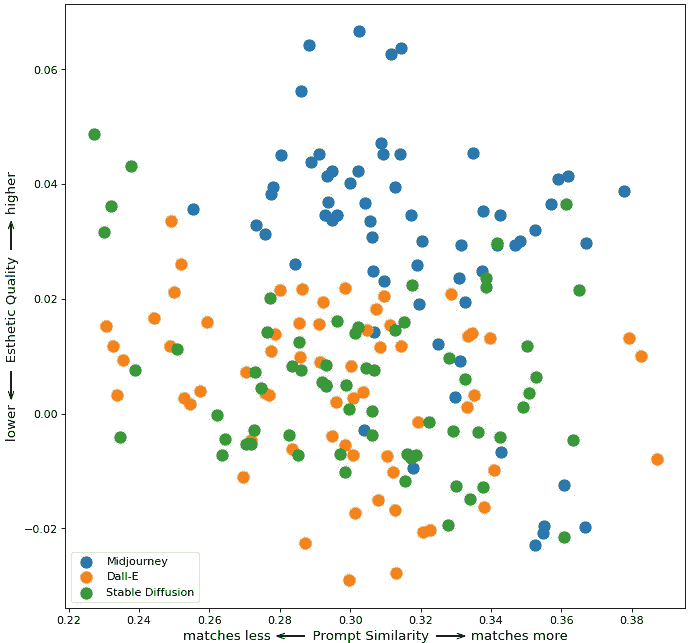 higher
Esthetic Quality
lower
0.06
0.04
0.02
0.00
−0.02
Midjourney
Dall-E
Stable Diffusion
0.22 0.24 0.26 0.28 0.30 0.32 0.34 0.36 0.38
matches less Prompt Similarity matches more